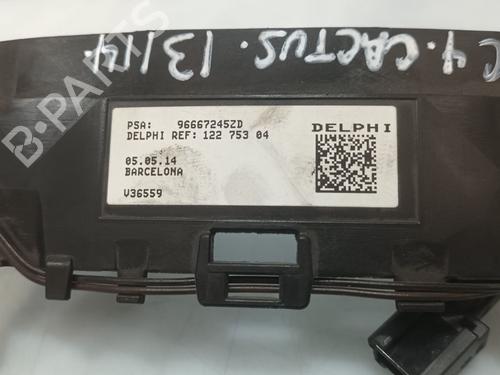 C4. CACTUS. 13/14.
PSA: 96667245ZD
DELPHI REF: 122 753 04
DELPHI
05.05.14
BARCELONA
V36559
B-PARTS